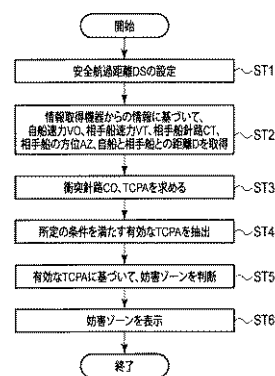 開始
安全航過距離DSの設定
ST1
情報取得機器からの情報に基づいて、
自船速力VO、相手船速力VT、相手船針路CT、
相手船の方位AZ、自船と相手船との距離Dを取得
ST2
衝突針路CO、TCPAを求める
ST3
所定の条件を満たす有効なTCPAを抽出
ST4
有効なTCPAに基づいて、妨害ゾーンを判断
ST5
妨害ゾーンを表示
ST6
終了